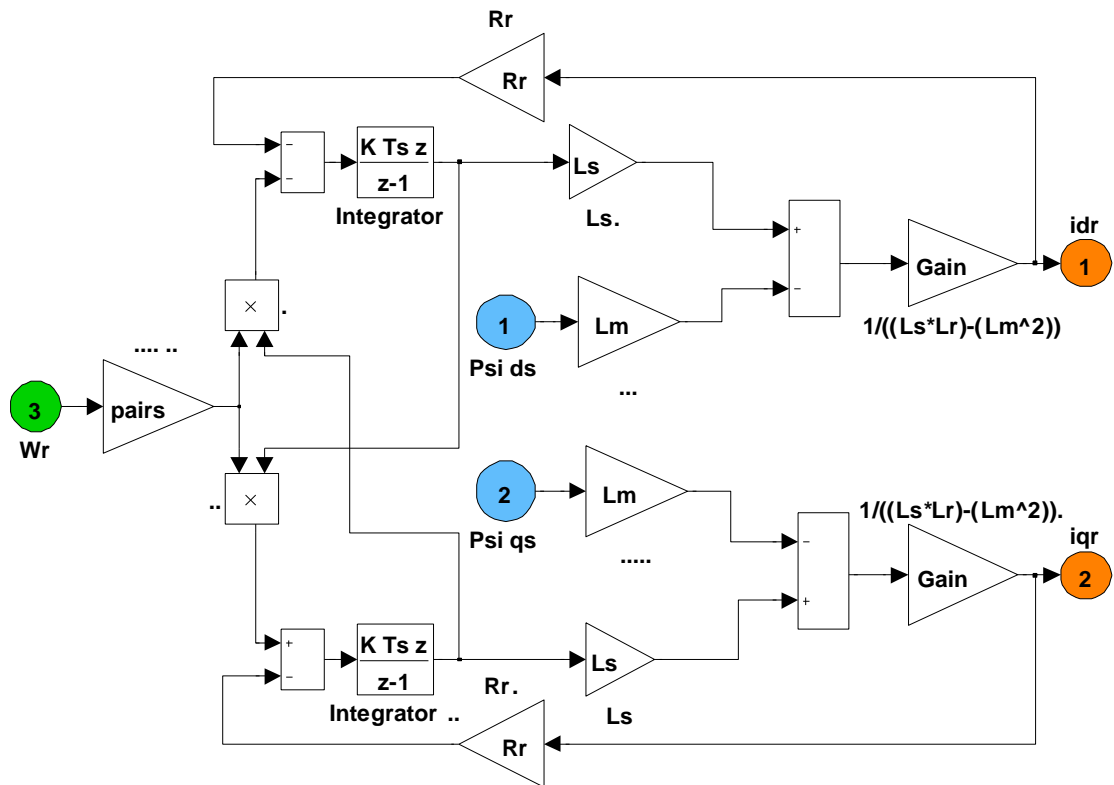 Rr
Rr
−
−
K Ts z
z-1
Integrator
Ls
Ls.
+
−
Gain
1/((Ls*Lr)-(Lm^2))
idr
1
×
.
1
Psi ds
Lm
...
.... ..
3
Wr
pairs
×
..
2
Psi qs
Lm
.....
−
+
1/((Ls*Lr)-(Lm^2)).
Gain
iqr
2
+
−
K Ts z
z-1
Integrator ..
Ls
Ls
Rr .
Rr